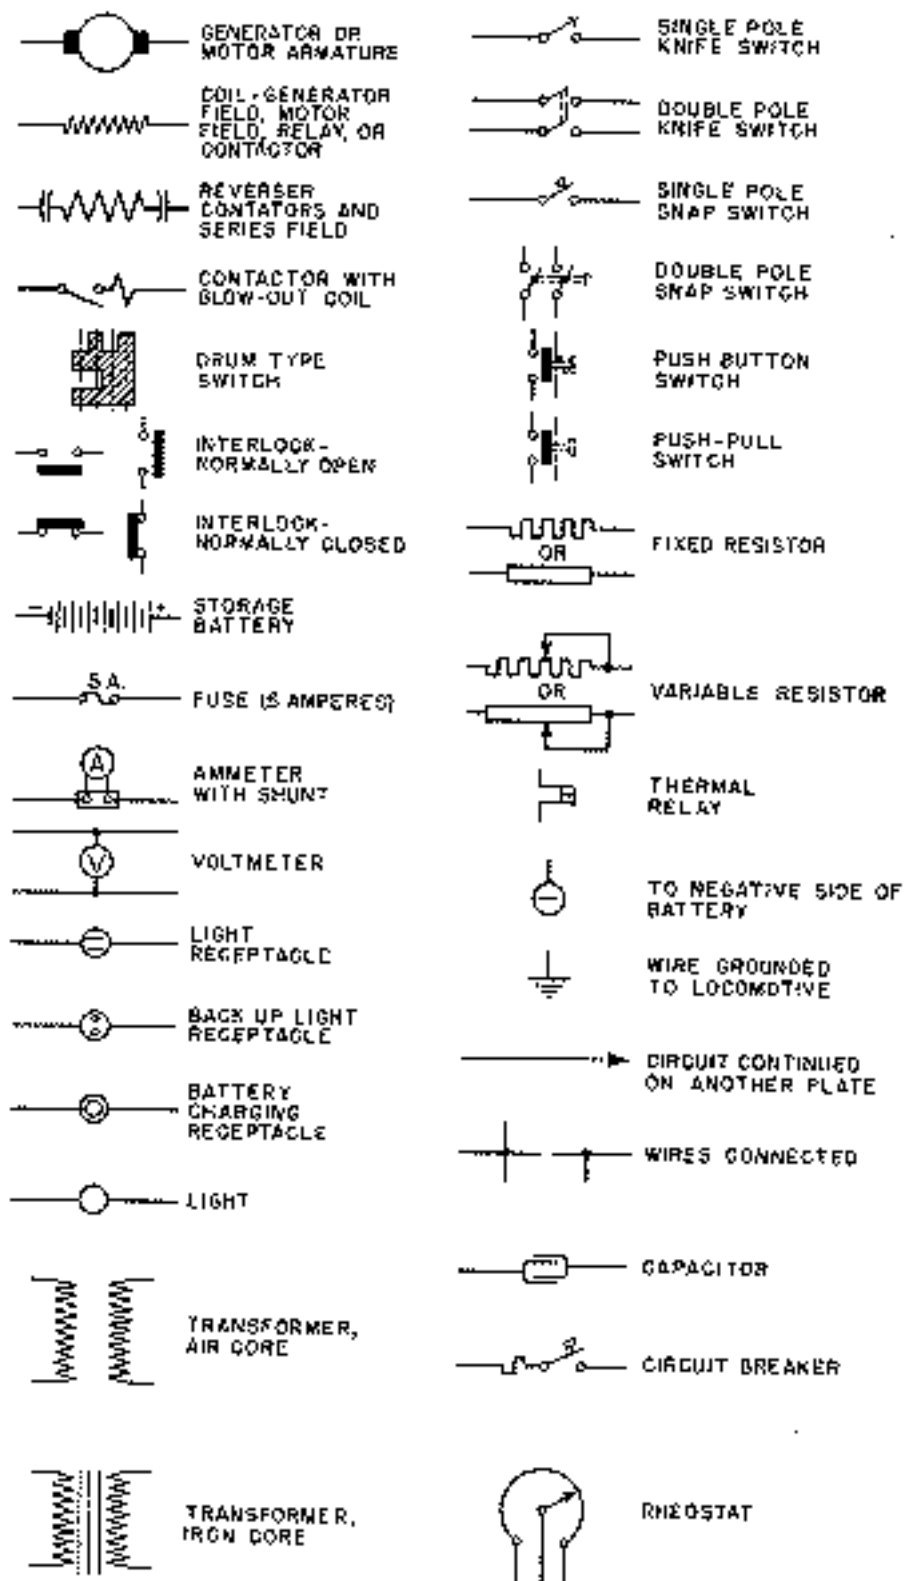 GENERATOR OR
MOTOR ARMATURE
COIL-GENERATOR
FIELD, MOTOR
FIELD, RELAY, OR
CONTACTOR
REVERSER
CONTATORS AND
SERIES FIELD
CONTACTOR WITH
BLOW-OUT COIL
DRUM TYPE
SWITCH
INTERLOCK-
NORMALLY OPEN
INTERLOCK-
NORMALLY CLOSED
- +
STORAGE
BATTERY
5 A.
FUSE (5 AMPERES)
A
AMMETER
WITH SHUNT
V
VOLTMETER
LIGHT
RECEPTACLE
BACK UP LIGHT
RECEPTACLE
BATTERY
CHARGING
RECEPTACLE
LIGHT
TRANSFORMER,
AIR CORE
TRANSFORMER,
IRON CORE
SINGLE POLE
KNIFE SWITCH
DOUBLE POLE
KNIFE SWITCH
SINGLE POLE
SNAP SWITCH
DOUBLE POLE
SNAP SWITCH
PUSH BUTTON
SWITCH
PUSH-PULL
SWITCH
OR
FIXED RESISTOR
OR
VARIABLE RESISTOR
THERMAL
RELAY
TO NEGATIVE SIDE OF
BATTERY
WIRE GROUNDED
TO LOCOMOTIVE
CIRCUIT CONTINUED
ON ANOTHER PLATE
WIRES CONNECTED
CAPACITOR
CIRCUIT BREAKER
RHEOSTAT